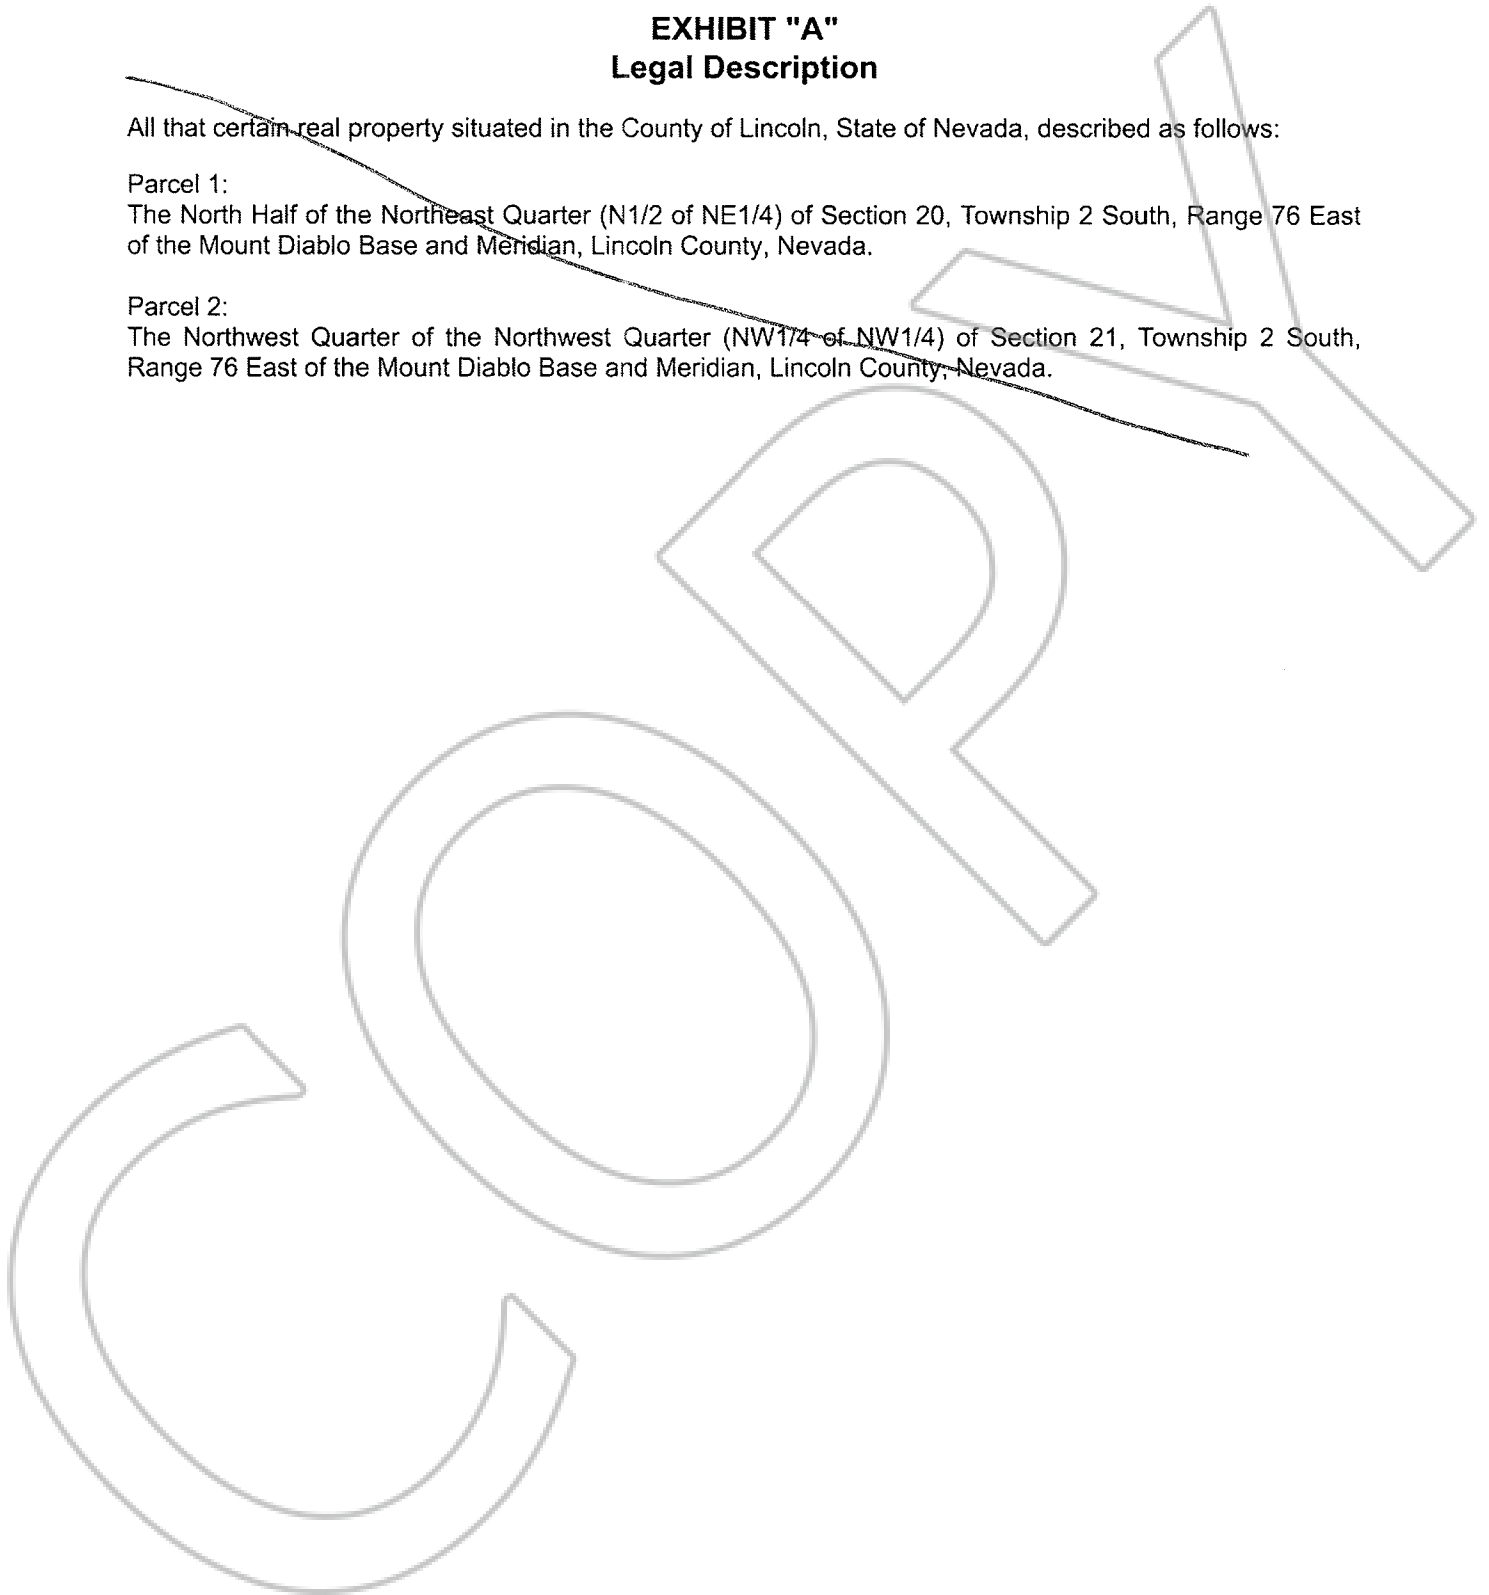 EXHIBIT "A"
Legal Description
All that certain real property situated in the County of Lincoln, State of Nevada, described as follows:
Parcel 1:
The North Half of the Northeast Quarter (N1/2 of NE1/4) of Section 20, Township 2 South, Range 76 East
of the Mount Diablo Base and Meridian, Lincoln County, Nevada.
Parcel 2:
The Northwest Quarter of the Northwest Quarter (NW1/4 of NW1/4) of Section 21, Township 2 South,
Range 76 East of the Mount Diablo Base and Meridian, Lincoln County, Nevada.
COPY